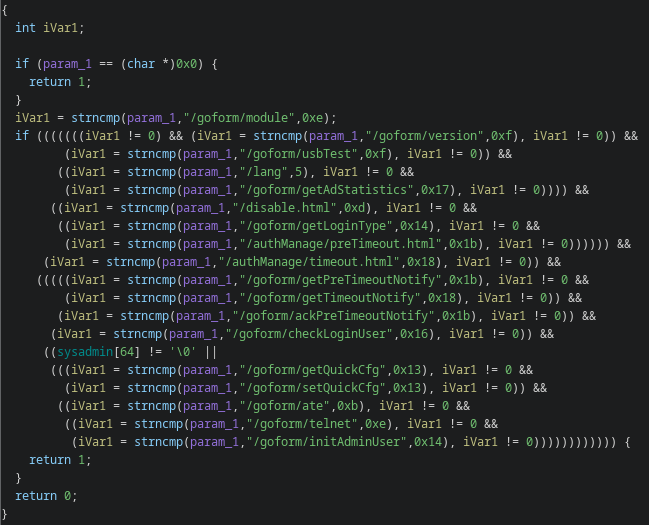 {
  int iVar1;
  if (param_1 == (char *)0x0) {
    return 1;
  }
  iVar1 = strncmp(param_1,"/goform/module",0xe);
  if (((((((iVar1 != 0) && (iVar1 = strncmp(param_1,"/goform/version",0xf), iVar1 != 0)) &&
         (iVar1 = strncmp(param_1,"/goform/usbTest",0xf), iVar1 != 0)) &&
        ((iVar1 = strncmp(param_1,"/lang",5), iVar1 != 0 &&
         (iVar1 = strncmp(param_1,"/goform/getAdStatistics",0x17), iVar1 != 0)))) &&
       ((iVar1 = strncmp(param_1,"/disable.html",0xd), iVar1 != 0 &&
        ((iVar1 = strncmp(param_1,"/goform/getLoginType",0x14), iVar1 != 0 &&
         (iVar1 = strncmp(param_1,"/authManage/preTimeout.html",0x1b), iVar1 != 0)))))) &&
      (iVar1 = strncmp(param_1,"/authManage/timeout.html",0x18), iVar1 != 0)) &&
     (((((iVar1 = strncmp(param_1,"/goform/getPreTimeoutNotify",0x1b), iVar1 != 0 &&
         (iVar1 = strncmp(param_1,"/goform/getTimeoutNotify",0x18), iVar1 != 0)) &&
        (iVar1 = strncmp(param_1,"/goform/ackPreTimeoutNotify",0x1b), iVar1 != 0)) &&
       (iVar1 = strncmp(param_1,"/goform/checkLoginUser",0x16), iVar1 != 0)) &&
      ((sysadmin[64] != '\0' ||
       (((iVar1 = strncmp(param_1,"/goform/getQuickCfg",0x13), iVar1 != 0 &&
         (iVar1 = strncmp(param_1,"/goform/setQuickCfg",0x13), iVar1 != 0)) &&
        ((iVar1 = strncmp(param_1,"/goform/ate",0xb), iVar1 != 0 &&
         ((iVar1 = strncmp(param_1,"/goform/telnet",0xe), iVar1 != 0 &&
          (iVar1 = strncmp(param_1,"/goform/initAdminUser",0x14), iVar1 != 0)))))))))))) {
    return 1;
  }
  return 0;
}